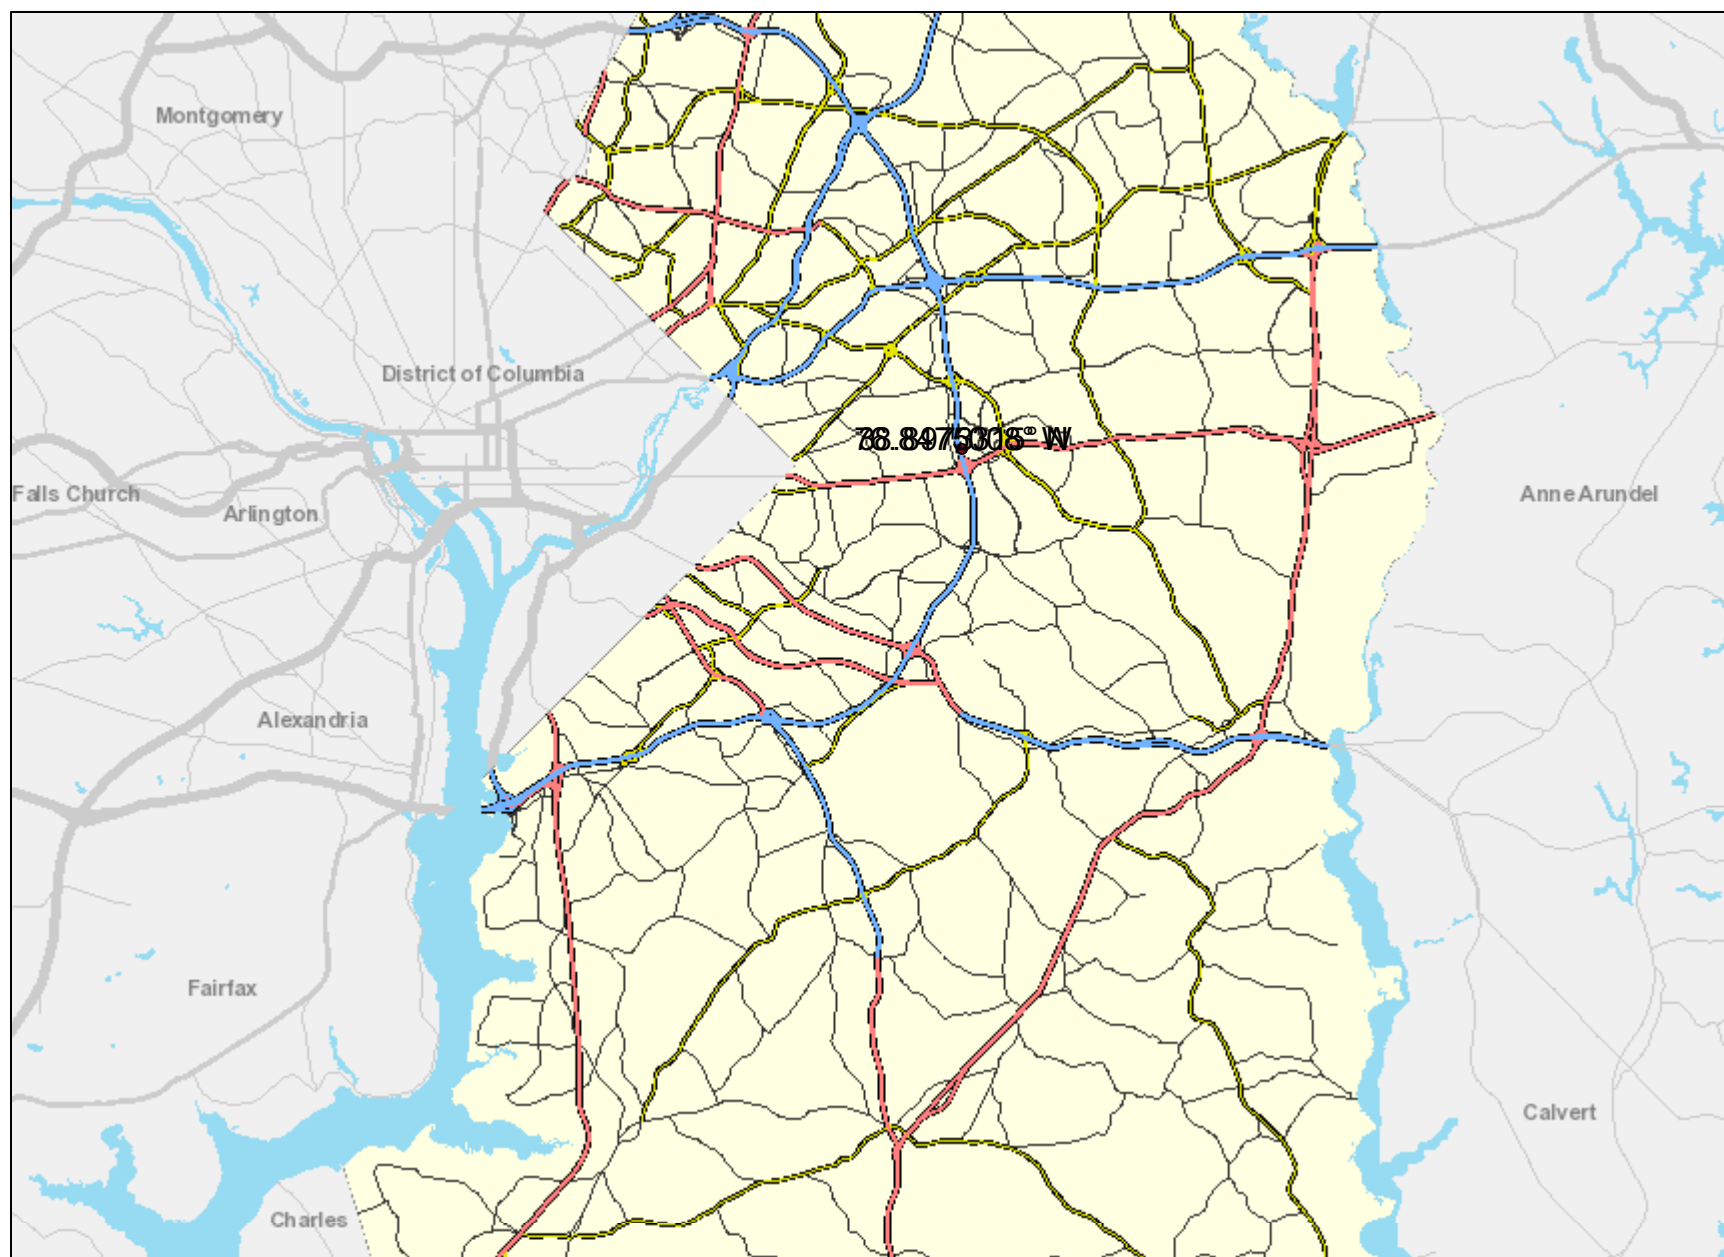 Montgomery
District of Columbia
Falls Church
Arlington
Anne Arundel
Alexandria
Fairfax
Calvert
Charles